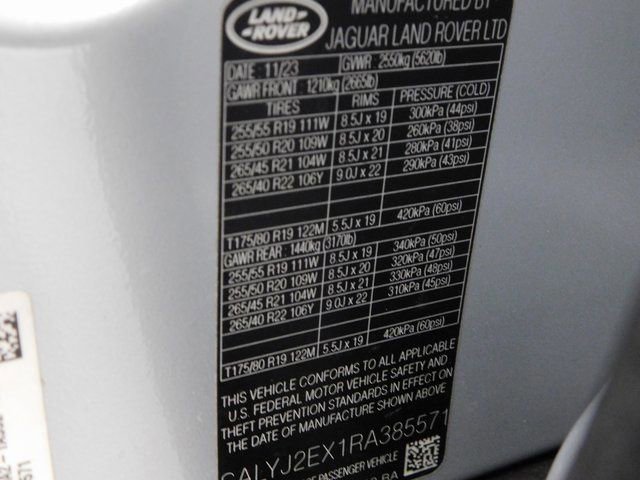 LAND ROVER
MANUFACTURED BY
JAGUAR LAND ROVER LTD
DATE 11/23 GVWR 2550kg (5620lb)
GAWR FRONT 1210kg (2665lb)
TIRES RIMS PRESSURE (COLD)
255/55 R19 111W 8.5J x 19 300kPa (44psi)
255/50 R20 109W 8.5J x 20 260kPa (38psi)
265/45 R21 104W 8.5J x 21 280kPa (41psi)
265/40 R22 106Y 9.0J x 22 290kPa (43psi)
T175/80 R19 122M 5.5J x 19 420kPa (60psi)
GAWR REAR 1440kg (3170lb)
255/55 R19 111W 8.5J x 19 340kPa (50psi)
255/50 R20 109W 8.5J x 20 320kPa (47psi)
265/45 R21 104W 8.5J x 21 330kPa (48psi)
265/40 R22 106Y 9.0J x 22 310kPa (45psi)
T175/80 R19 122M 5.5J x 19 420kPa (60psi)
THIS VEHICLE CONFORMS TO ALL APPLICABLE
U.S. FEDERAL MOTOR VEHICLE SAFETY AND
THEFT PREVENTION STANDARDS IN EFFECT ON
THE DATE OF MANUFACTURE SHOWN ABOVE
SALYJ2EX1RA385571
PASSENGER VEHICLE